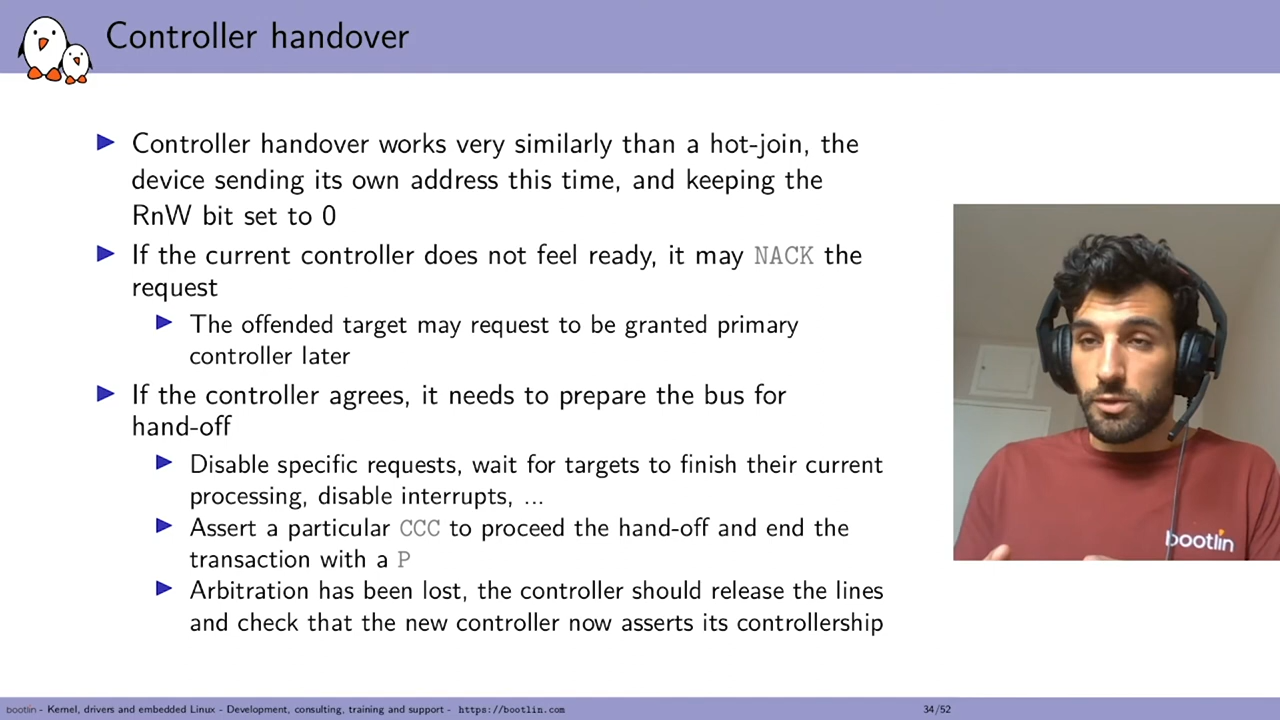 Controller handover
Controller handover works very similarly than a hot-join, the
device sending its own address this time, and keeping the
RnW bit set to 0
If the current controller does not feel ready, it may NACK the
request
The offended target may request to be granted primary
controller later
If the controller agrees, it needs to prepare the bus for
hand-off
Disable specific requests, wait for targets to finish their current
processing, disable interrupts, ...
Assert a particular CCC to proceed the hand-off and end the
transaction with a P
Arbitration has been lost, the controller should release the lines
and check that the new controller now asserts its controllership
bootlin
bootlin - Kernel, drivers and embedded Linux - Development, consulting, training and support - https://bootlin.com
34/52